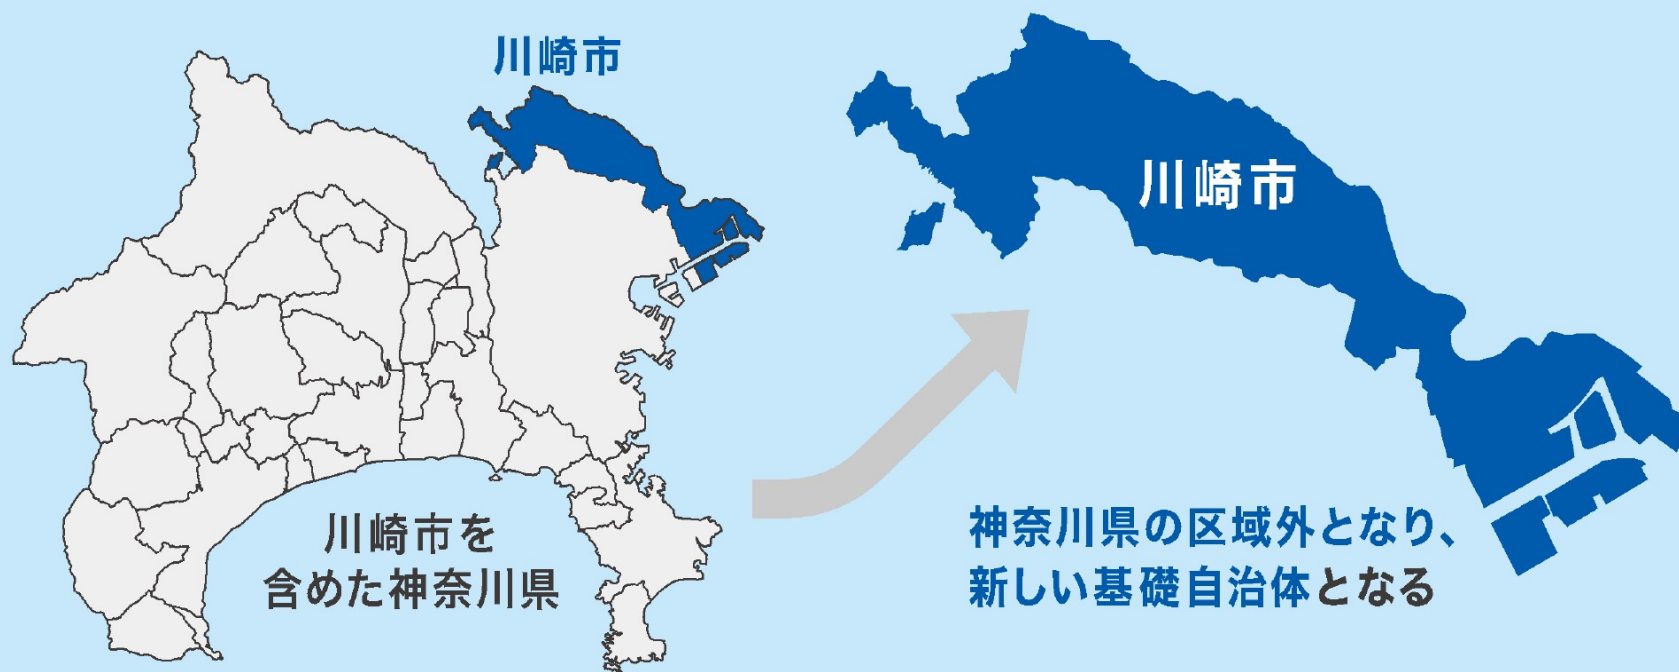 川崎市
川崎市を
含めた神奈川県
川崎市
神奈川県の区域外となり、
新しい基礎自治体となる